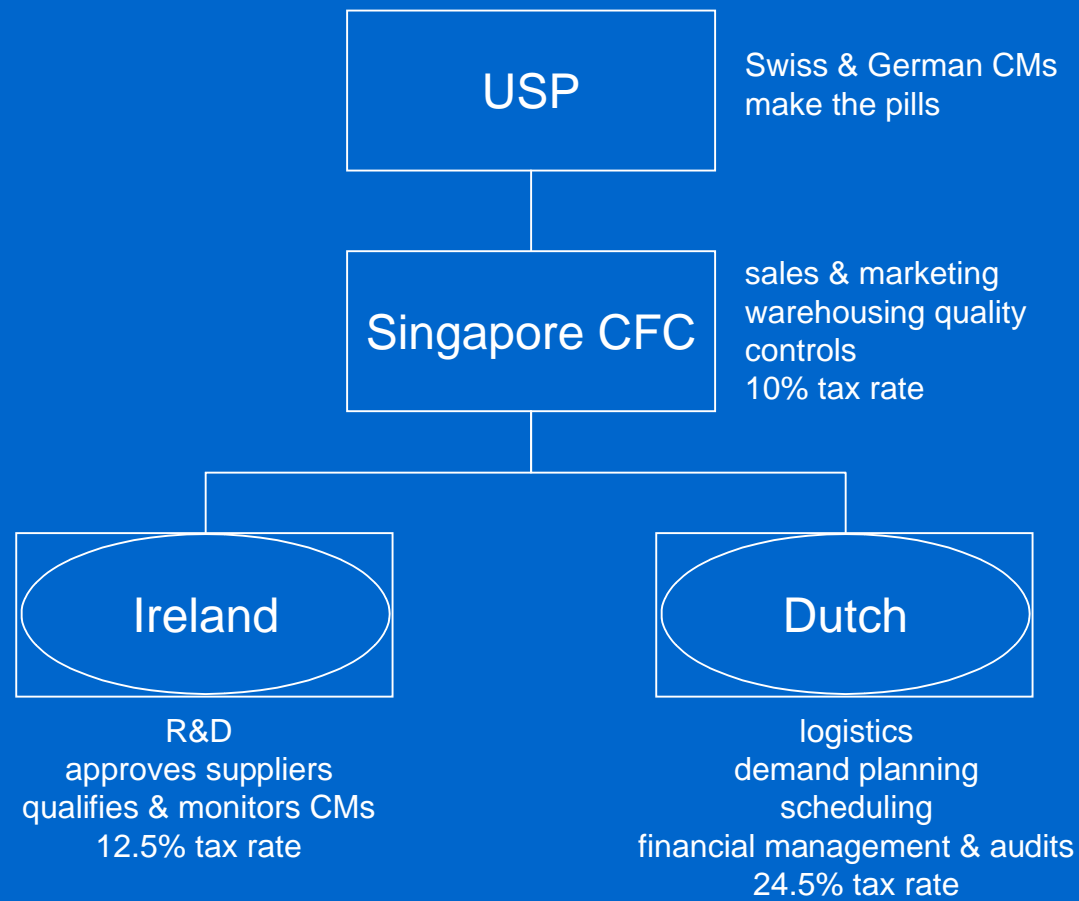 USP
Swiss & German CMs
make the pills
Singapore CFC
sales & marketing
warehousing quality
controls
10% tax rate
Ireland
R&D
approves suppliers
qualifies & monitors CMs
12.5% tax rate
Dutch
logistics
demand planning
scheduling
financial management & audits
24.5% tax rate